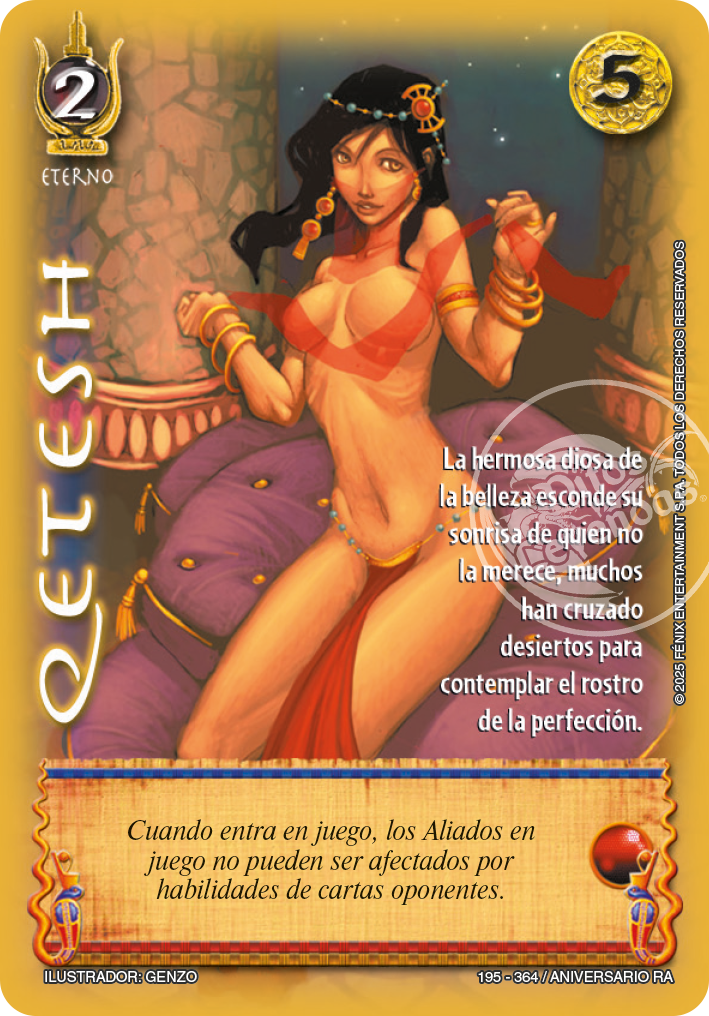 2
5
ETERNO
QETESH
La hermosa diosa de
la belleza esconde su
sonrisa de quien no
la merece, muchos
han cruzado
desiertos para
contemplar el rostro
de la perfección.
©2025 FÉNIX ENTERTAINMENT S.P.A. TODOS LOS DERECHOS RESERVADOS
Mitos
Leyendas
Cuando entra en juego, los Aliados en
juego no pueden ser afectados por
habilidades de cartas oponentes.
ILUSTRADOR: GENZO
195 - 364 / ANIVERSARIO RA